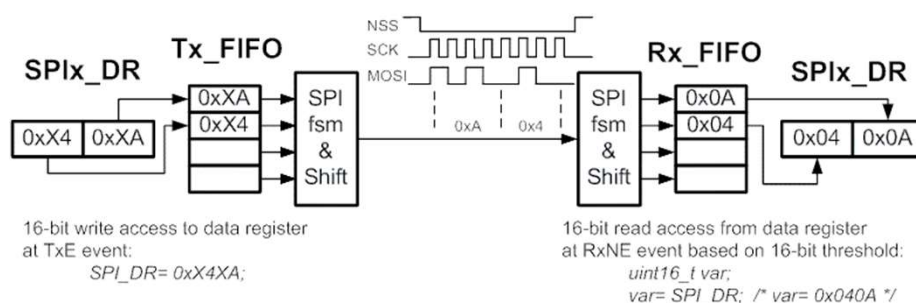 NSS
SCK
MOSI
Tx_FIFO
Rx_FIFO
SPIx_DR
SPIx_DR
0xX4 0xXA
0xXA
0xX4
SPI
fsm
&
Shift
0xA 0x4
SPI
fsm
&
Shift
0x0A
0x04
0x04 0x0A
16-bit write access to data register
at TxE event:
SPI_DR= 0xX4XA;
16-bit read access from data register
at RxNE event based on 16-bit threshold:
uint16_t var;
var= SPI_DR; /* var= 0x040A */